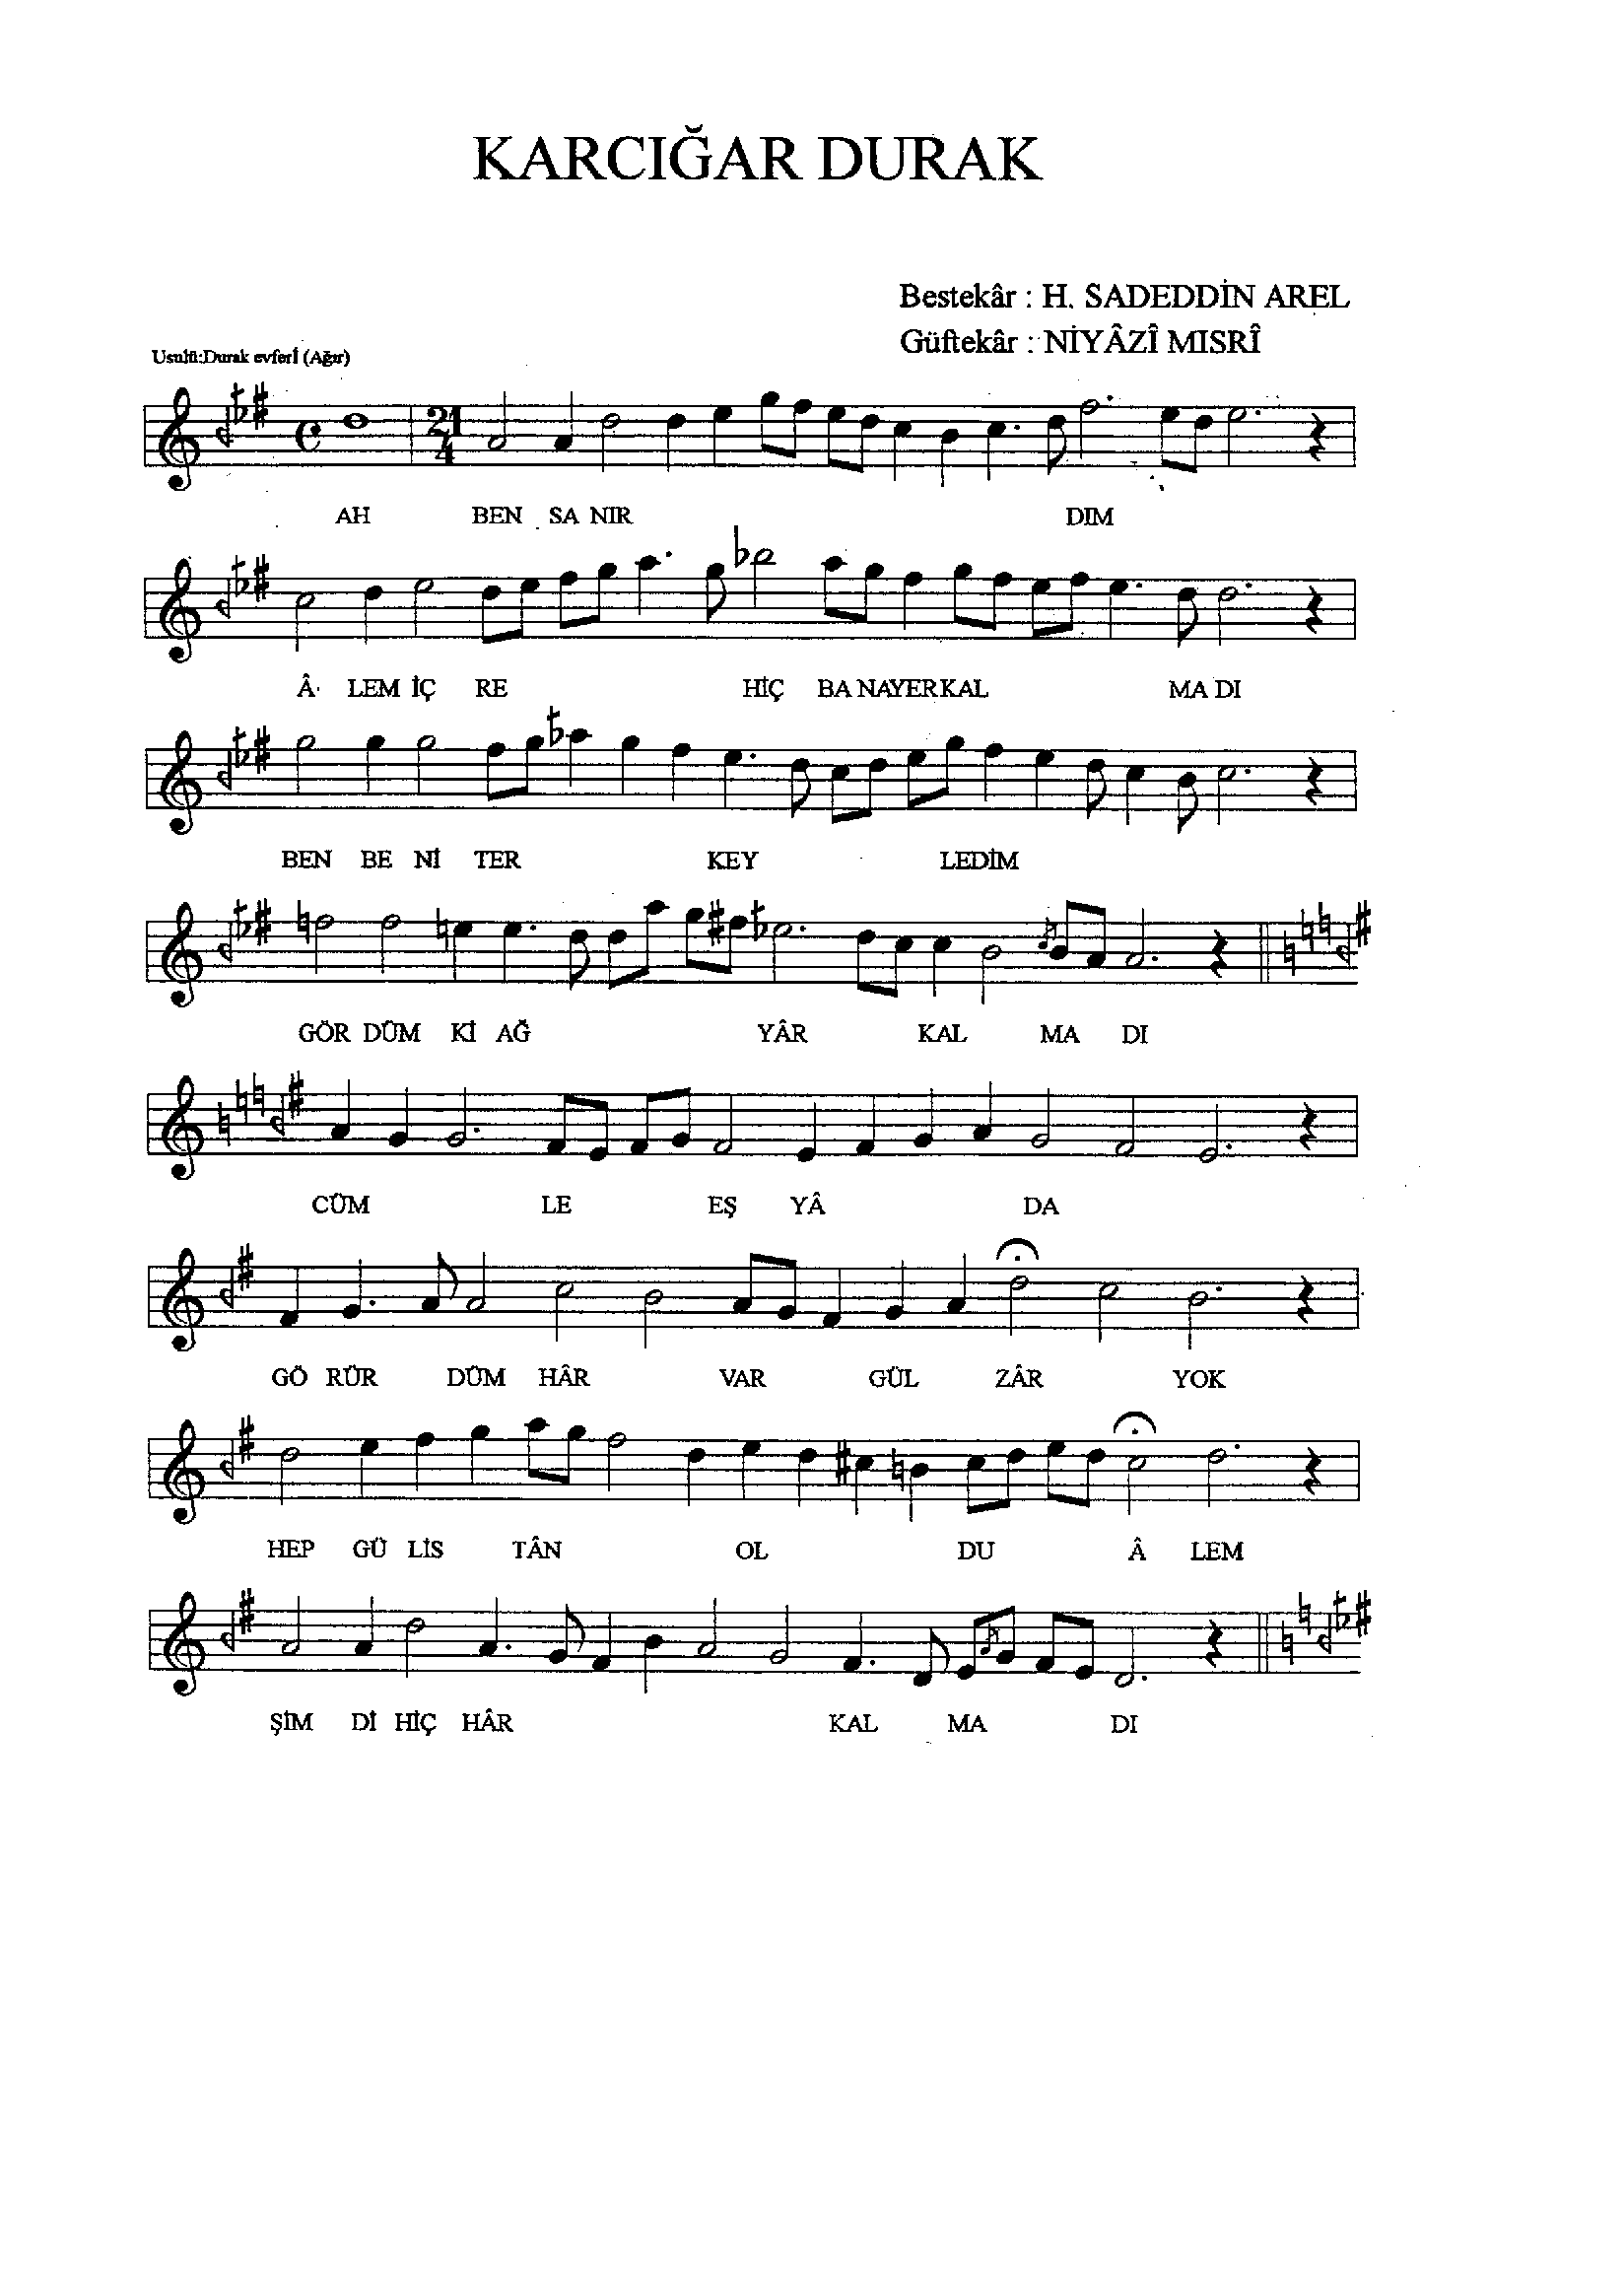 KARCIĞAR DURAK
Bestekâr : H. SADEDDİN AREL
Güftekâr : NİYÂZÎ MISRÎ
Usulü:Durak evferİ (Ağır)
21
4
AH BEN SA NIR DIM
Â LEM İÇ RE HİÇ BA NAYERKAL MA DI
BEN BE Nİ TER KEY LEDİM
GÖR DÜM Kİ AĞ YÂR KAL MA DI
CÜM LE EŞ YÂ DA
GÖ RÜR DÜM HÂR VAR GÜL ZÂR YOK
HEP GÜ LİS TÂN OL DU Â LEM
ŞİM Dİ HİÇ HÂR KAL MA DI